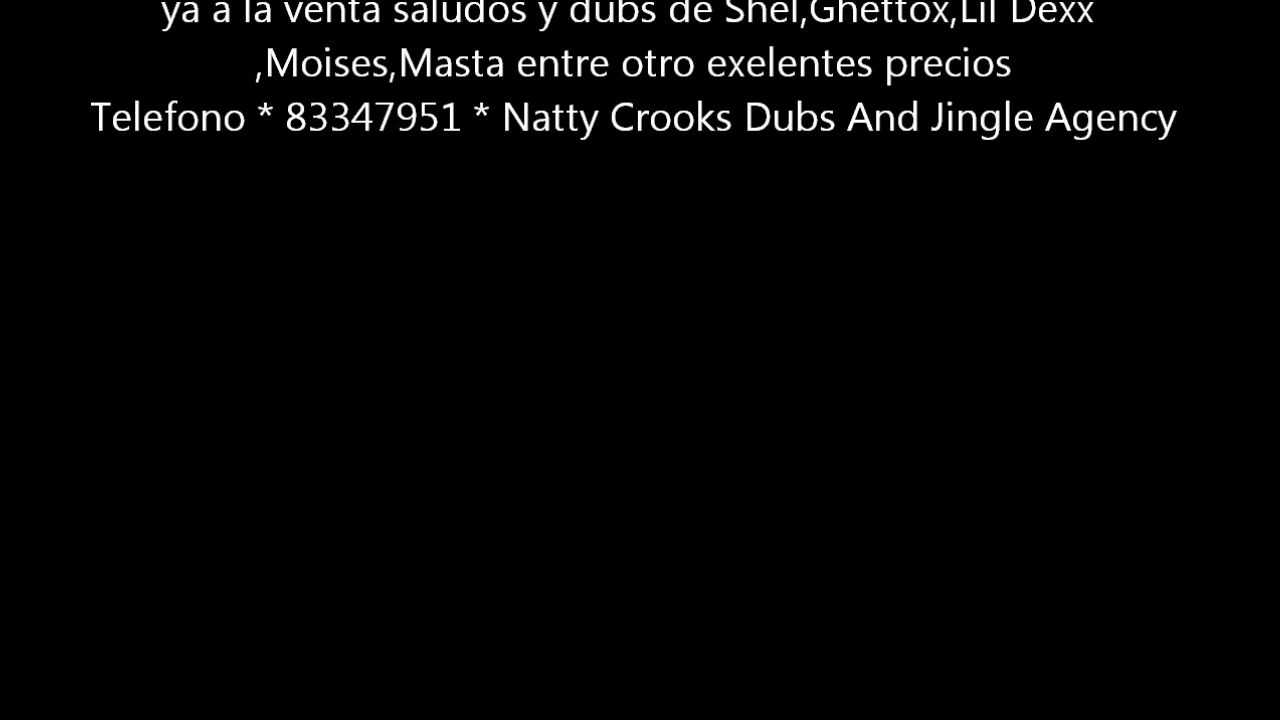 ya a la venta saludos y dubs de Shel,Ghettox,Lil Dexx
,Moises,Masta entre otro exelentes precios
Telefono * 83347951 * Natty Crooks Dubs And Jingle Agency